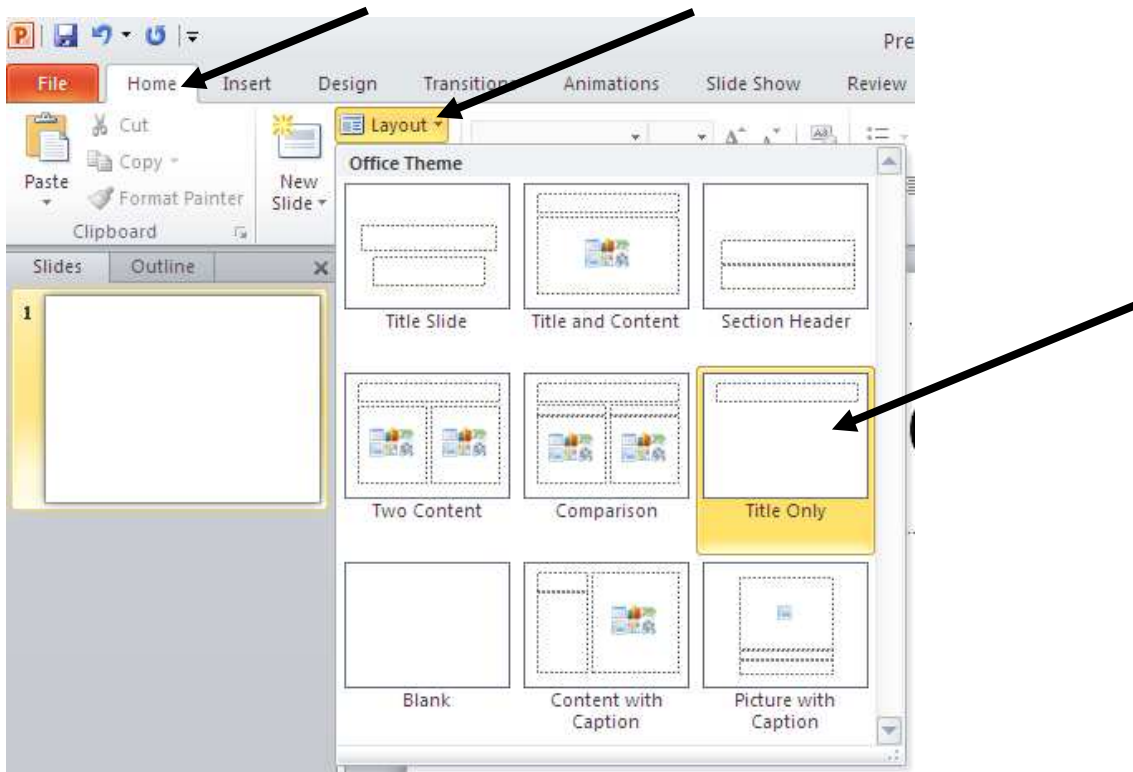 P
Pre
File Home Insert Design Transitions Animations Slide Show Review
Cut
Layout
Copy
Paste
New
Slide
Format Painter
Clipboard
Office Theme
Slides Outline
1
Title Slide Title and Content Section Header
Two Content Comparison Title Only
Blank Content with Caption Picture with Caption